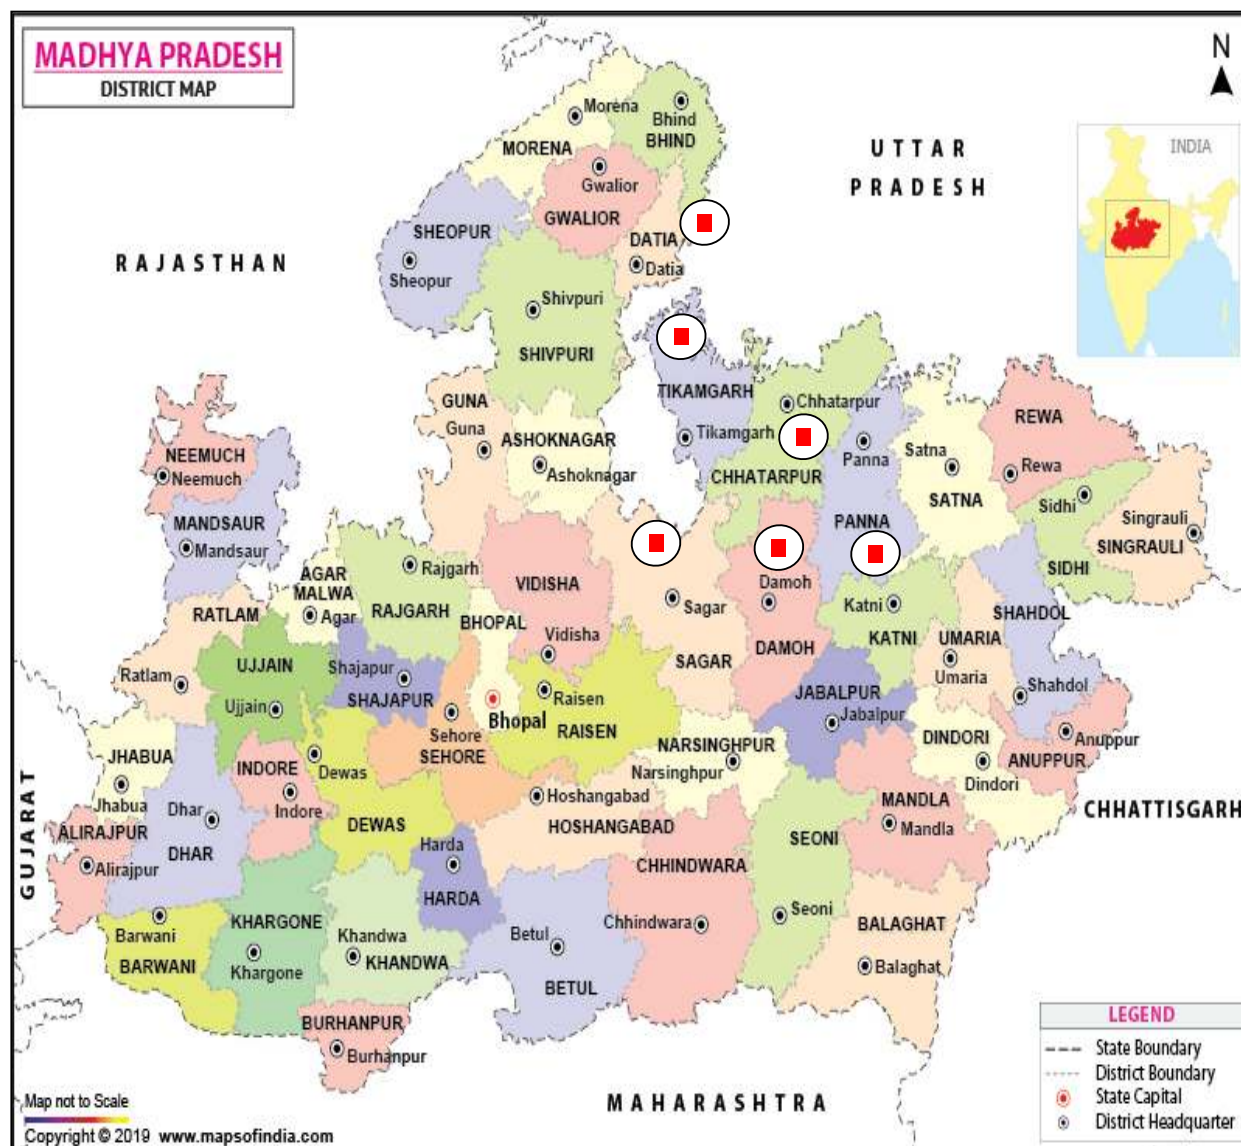 MADHYA PRADESH
DISTRICT MAP
N
INDIA
UTTAR
PRADESH
RAJASTHAN
GUJARAT
CHHATTISGARH
MAHARASHTRA
Morena
MORENA
Bhind
BHIND
Gwalior
GWALIOR
SHEOPUR
Sheopur
DATIA
Datia
Shivpuri
SHIVPURI
TIKAMGARH
Tikamgarh
Chhatarpur
CHHATARPUR
GUNA
Guna
ASHOKNAGAR
Ashoknagar
Panna
PANNA
Satna
SATNA
REWA
Rewa
Sidhi
SIDHI
Singrauli
SINGRAULI
NEEMUCH
Neemuch
MANDSAUR
Mandsaur
AGAR
MALWA
Agar
Rajgarh
RAJGARH
VIDISHA
Vidisha
BHOPAL
Bhopal
Sagar
SAGAR
Damoh
DAMOH
Katni
KATNI
UMARIA
Umaria
SHAHDOL
Shahdol
RATLAM
Ratlam
UJJAIN
Ujjain
Shajapur
SHAJAPUR
Sehore
SEHORE
Raisen
RAISEN
JABALPUR
Jabalpur
NARSINGHPUR
Narsinghpur
DINDORI
Dindori
Anuppur
ANUPPUR
JHABUA
Jhabua
INDORE
Indore
Dewas
DEWAS
Dhar
DHAR
ALIRAJPUR
Alirajpur
Hoshangabad
HOSHANGABAD
Harda
HARDA
MANDLA
Mandla
SEONI
Seoni
CHHINDWARA
Chhindwara
BALAGHAT
Balaghat
Barwani
BARWANI
KHARGONE
Khargone
Khandwa
KHANDWA
Betul
BETUL
BURHANPUR
Burhanpur
LEGEND
State Boundary
District Boundary
State Capital
District Headquarter
Map not to Scale
Copyright © 2019 www.mapsofindia.com